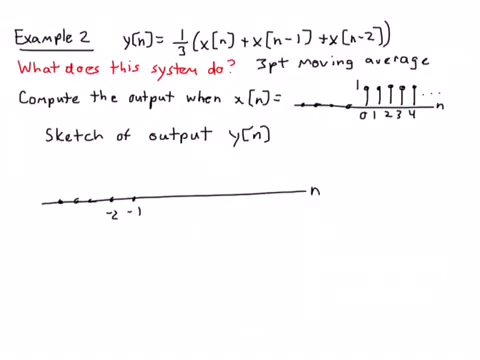 Example 2 y[n] = 1/3 (x[n] + x[n-1] + x[n-2])
What does this system do? 3pt moving average
Compute the output when x[n] = 1 0 1 2 3 4 ... n
Sketch of output y[n]
n
-2 -1